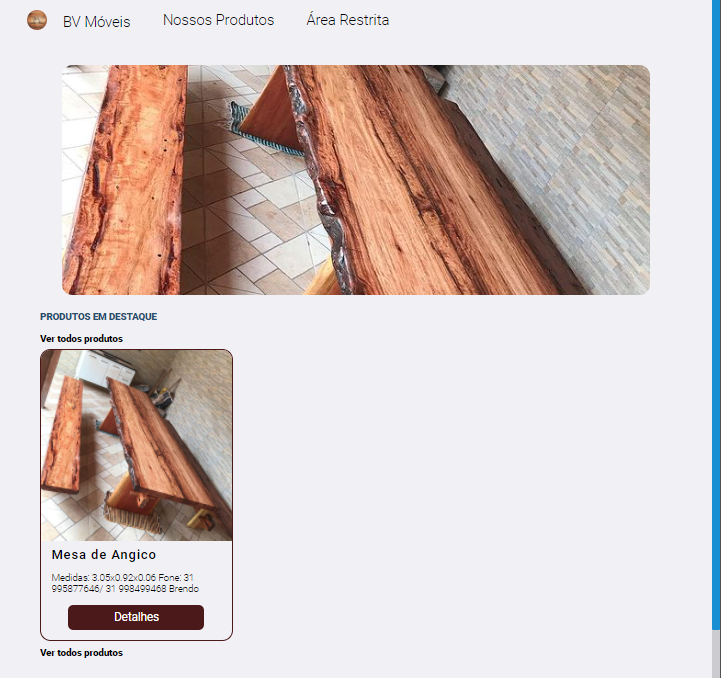 BV Móveis
Nossos Produtos
Área Restrita
PRODUTOS EM DESTAQUE
Ver todos produtos
Mesa de Angico
Medidas: 3.05x0.92x0.06 Fone: 31
995877646/ 31 998499468 Brendo
Detalhes
Ver todos produtos